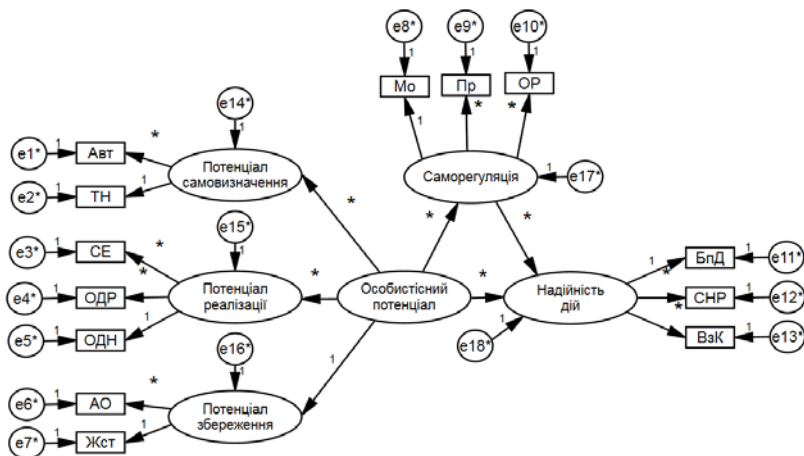 e8*
e9*
e10*
1
1
1
Мо
Пр
ОР
*
*
1
e14*
1
e1*
1
Авт
*
Потенціал
самовизначення
e2*
1
ТН
1
Саморегуляція
1
e17*
*
*
*
e15*
1
e3*
1
СЕ
*
*
e4*
1
ОДР
Потенціал
реалізації
*
Особистісний
потенціал
*
Надійність
дій
1
*
БпД
1
e11*
*
СНР
1
e12*
e5*
1
ОДН
1
ВзК
1
e13*
1
e18*
e16*
1
1
e6*
1
АО
*
Потенціал
збереження
e7*
1
Жст
1